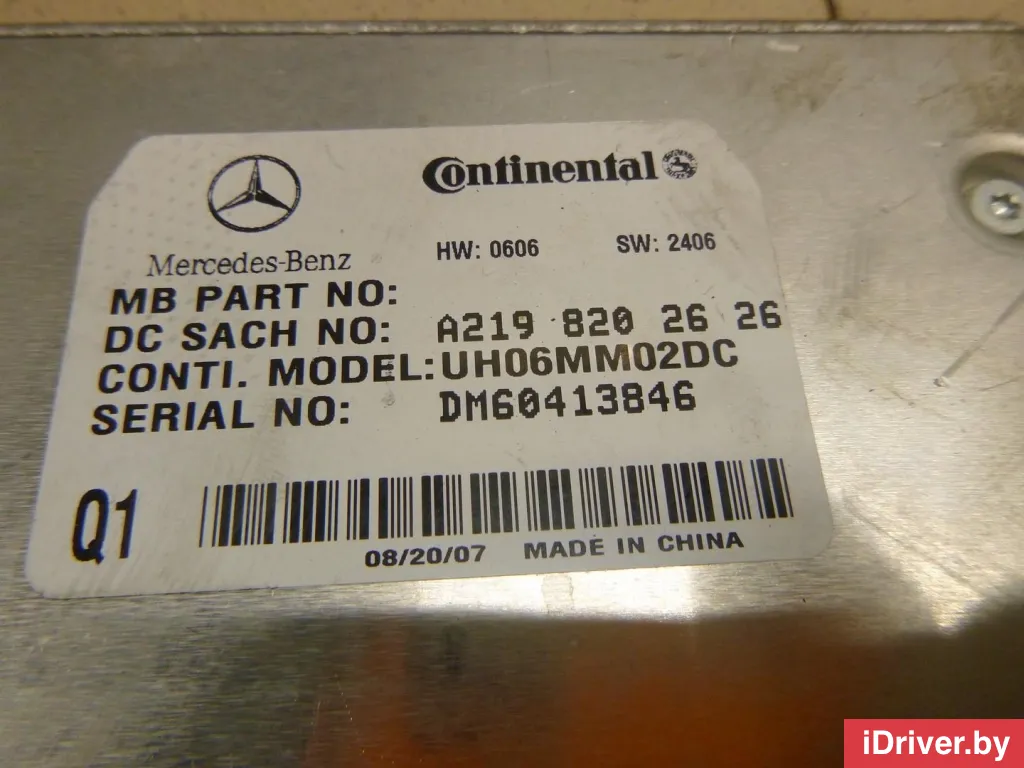 Mercedes-Benz
Continental
HW: 0606 SW: 2406
MB PART NO:
DC SACH NO: A219 820 26 26
CONTI. MODEL: UH06MM02DC
SERIAL NO: DM60413846
Q1
08/20/07 MADE IN CHINA
iDriver.by